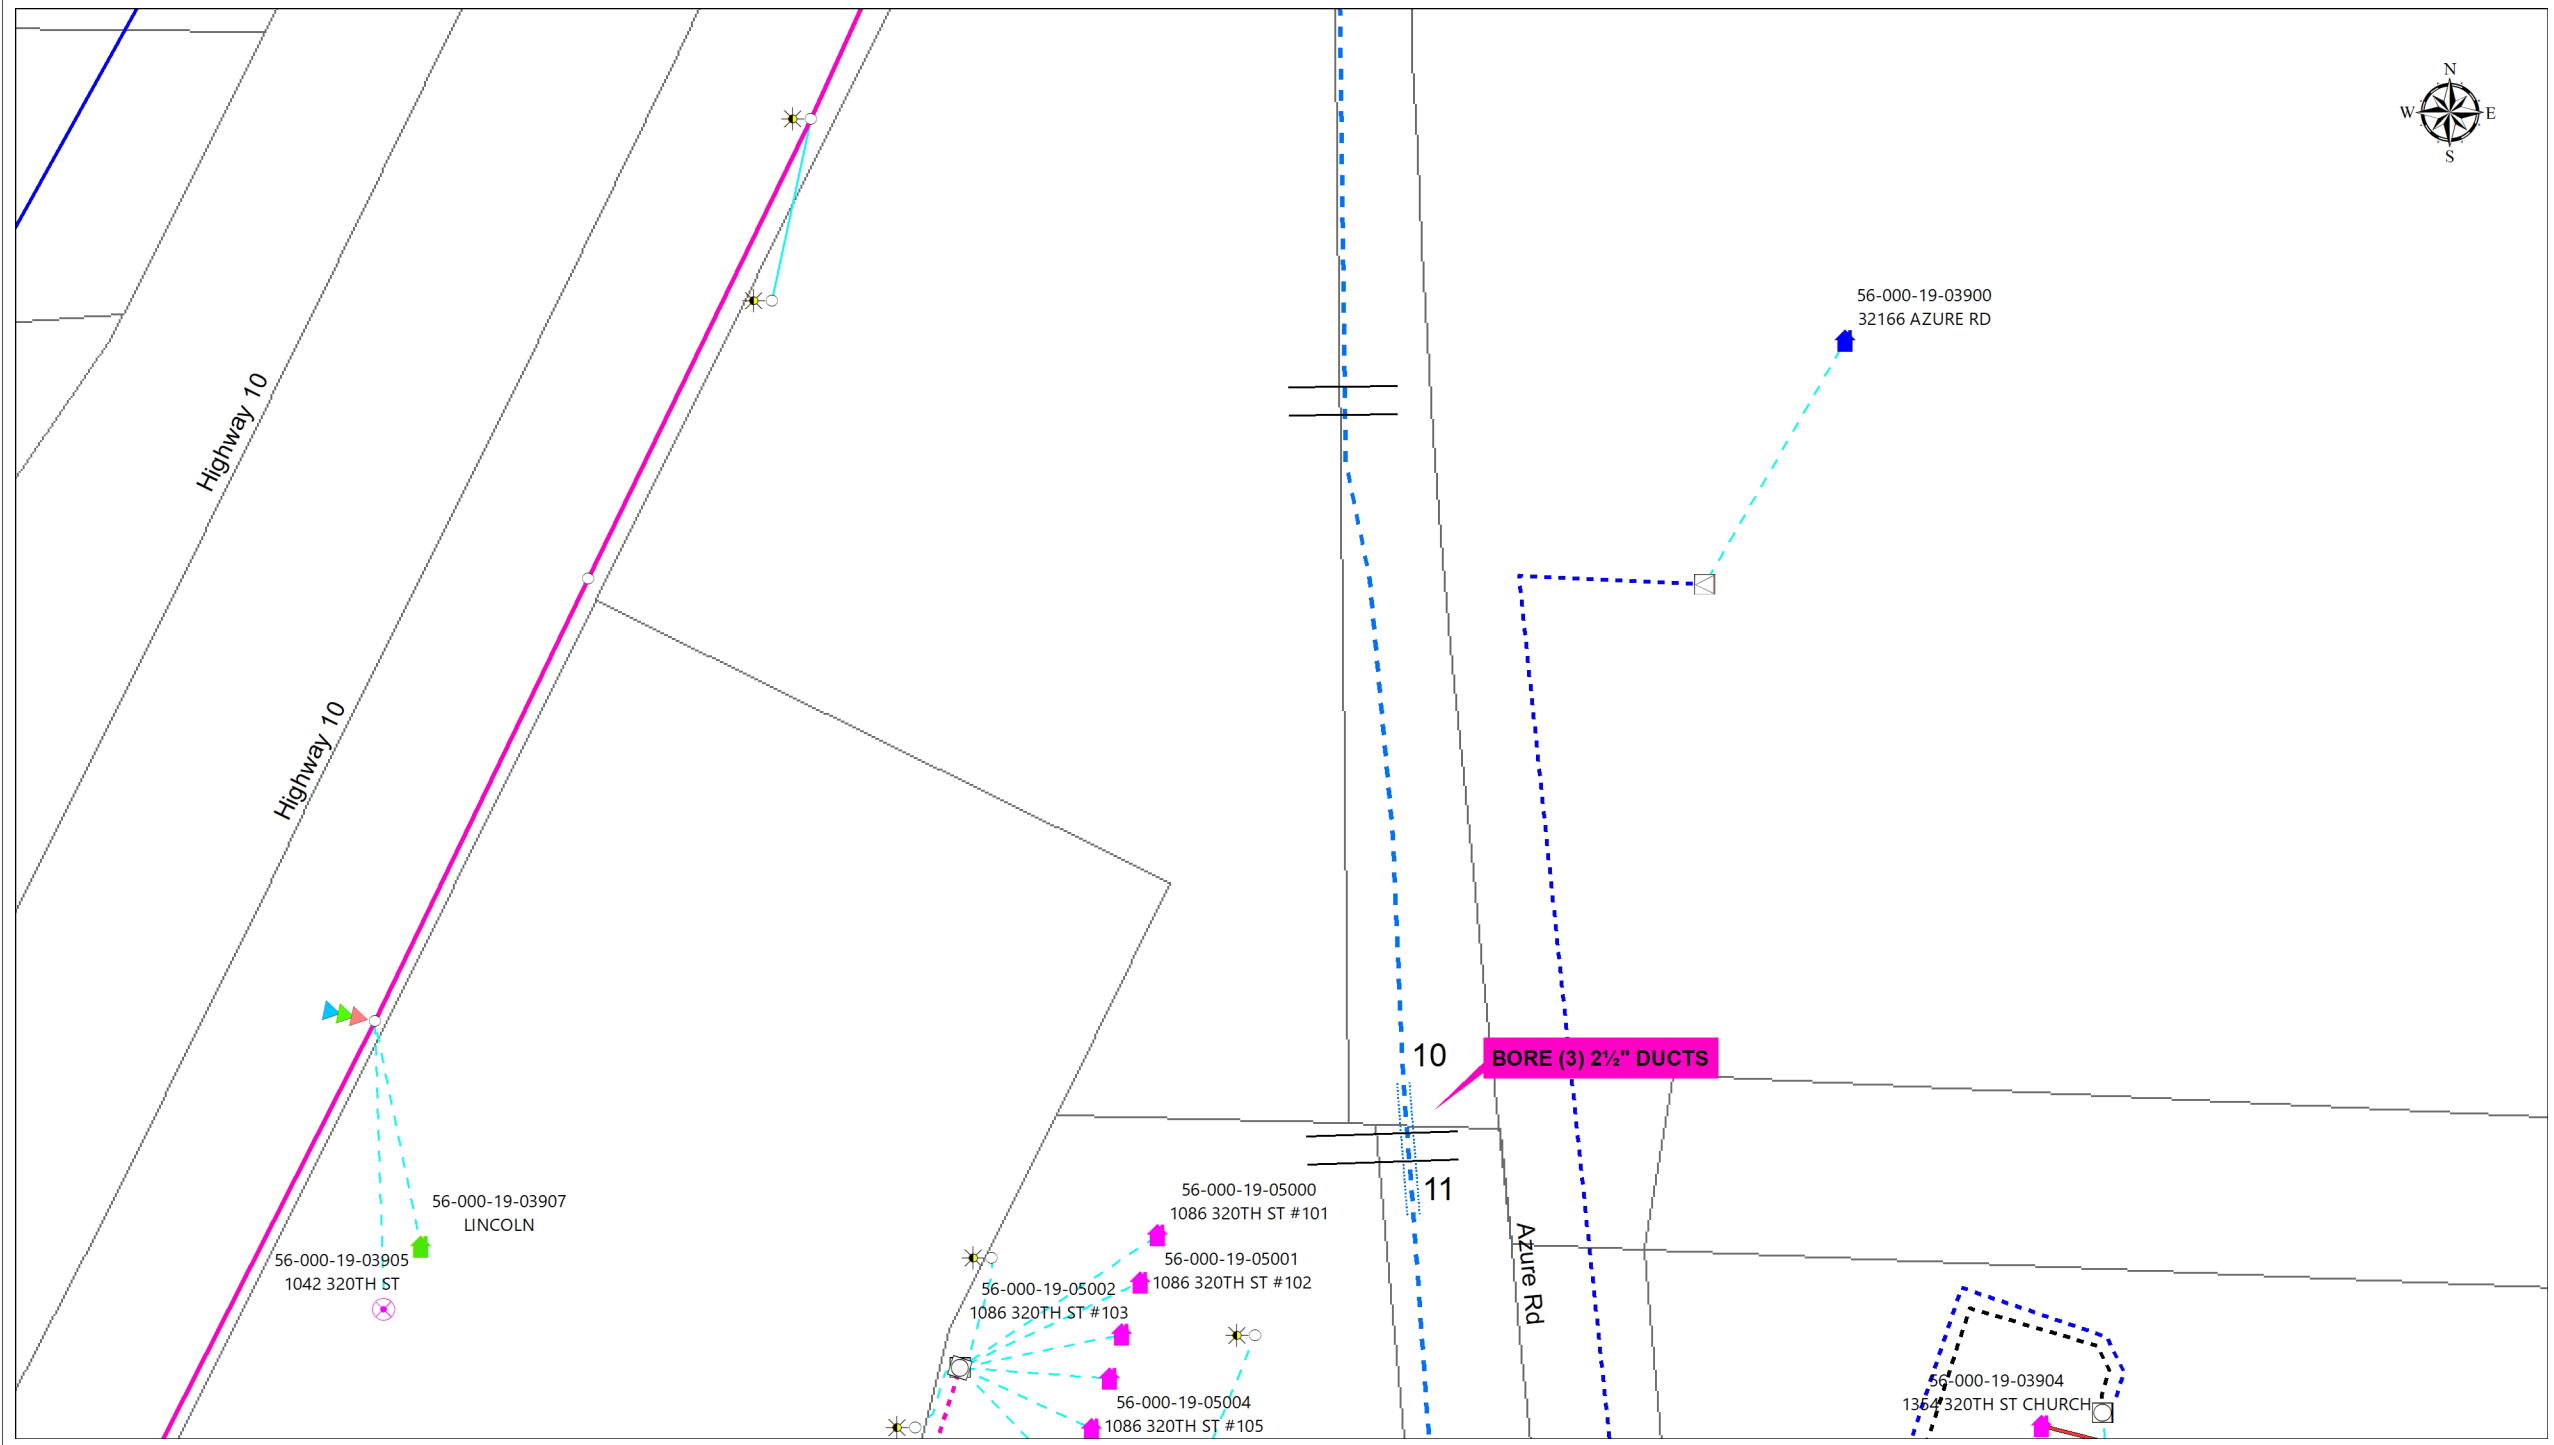 N
W E
S
56-000-19-03900
32166 AZURE RD
Highway 10
Highway 10
10
BORE (3) 2½" DUCTS
11
56-000-19-05000
1086 320TH ST #101
56-000-19-03907
LINCOLN
56-000-19-03905
1042 320TH ST
56-000-19-05001
1086 320TH ST #102
56-000-19-05002
1086 320TH ST #103
Azure Rd
56-000-19-03904
1354 320TH ST CHURCH
56-000-19-05004
1086 320TH ST #105